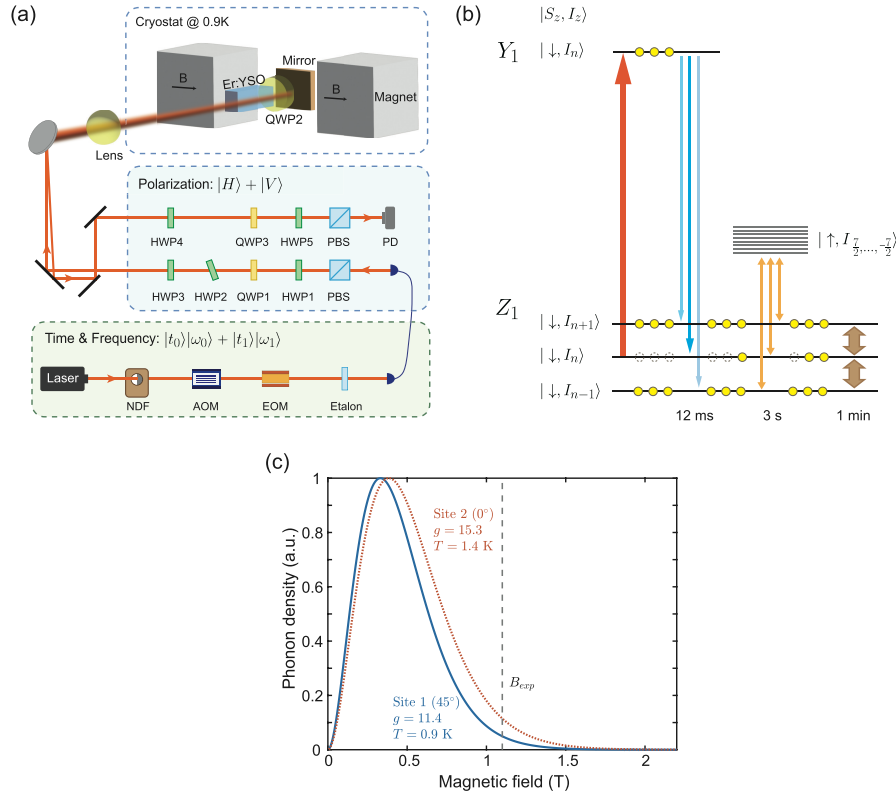 (a)
Cryostat @ 0.9K
Mirror
B
Er:YSO
B
Magnet
QWP2
Lens
Polarization: |H⟩ + |V⟩
HWP4
QWP3
HWP5
PBS
PD
HWP3
HWP2
QWP1
HWP1
PBS
Time & Frequency: |t₀⟩|ω₀⟩ + |t₁⟩|ω₁⟩
Laser
NDF
AOM
EOM
Etalon
(b)
|S_z, I_z⟩
Y₁
|↓, I_n⟩
|↑, I_{7/2,...,-7/2}⟩
Z₁
|↓, I_{n+1}⟩
|↓, I_n⟩
|↓, I_{n−1}⟩
12 ms
3 s
1 min
(c)
Phonon density (a.u.)
1
0.8
0.6
0.4
0.2
0
Site 2 (0°)
g = 15.3
T = 1.4 K
B_{exp}
Site 1 (45°)
g = 11.4
T = 0.9 K
0
0.5
1
1.5
2
Magnetic field (T)